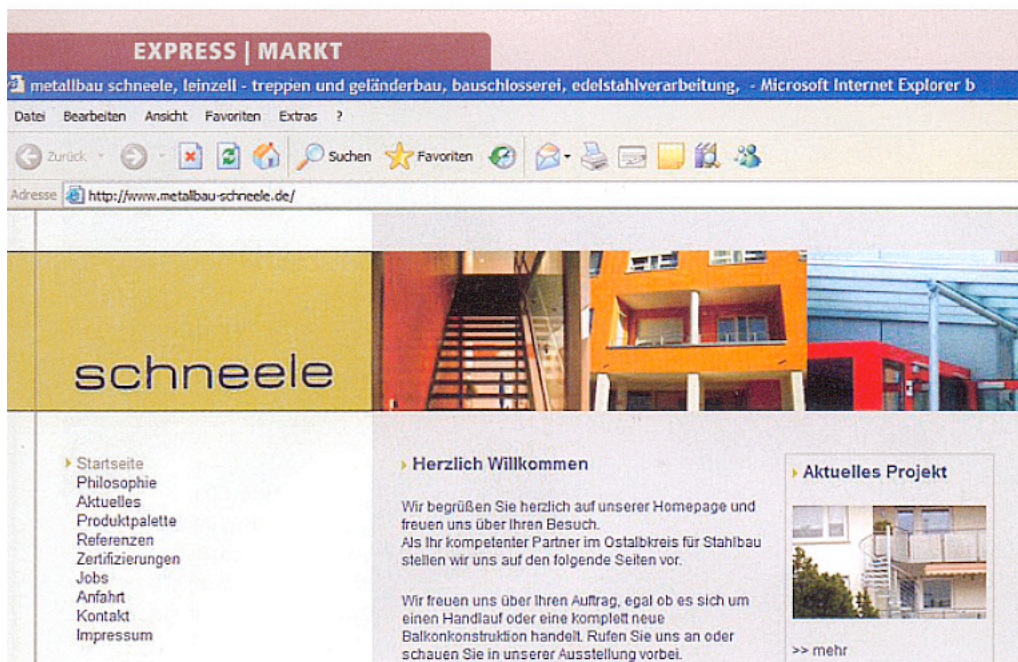 EXPRESS | MARKT
metallbau schneele, leinzell - treppen und geländerbau, bauschlosserei, edelstahlverarbeitung, - Microsoft Internet Explorer b
Datei Bearbeiten Ansicht Favoriten Extras ?
Zurück Suchen Favoriten
Adresse http://www.metallbau-schneele.de/
schneele
Startseite
Philosophie
Aktuelles
Produktpalette
Referenzen
Zertifizierungen
Jobs
Anfahrt
Kontakt
Impressum
Herzlich Willkommen
Wir begrüßen Sie herzlich auf unserer Homepage und
freuen uns über Ihren Besuch.
Als Ihr kompetenter Partner im Ostalbkreis für Stahlbau
stellen wir uns auf den folgende Seiten vor.
Wir freuen uns über Ihren Auftrag, egal ob es sich um
einen Handlauf oder eine komplett neue
Balkonkonstruktion handelt. Rufen Sie uns an oder
schauen Sie in unserer Ausstellung vorbei.
Aktuelles Projekt
>> mehr